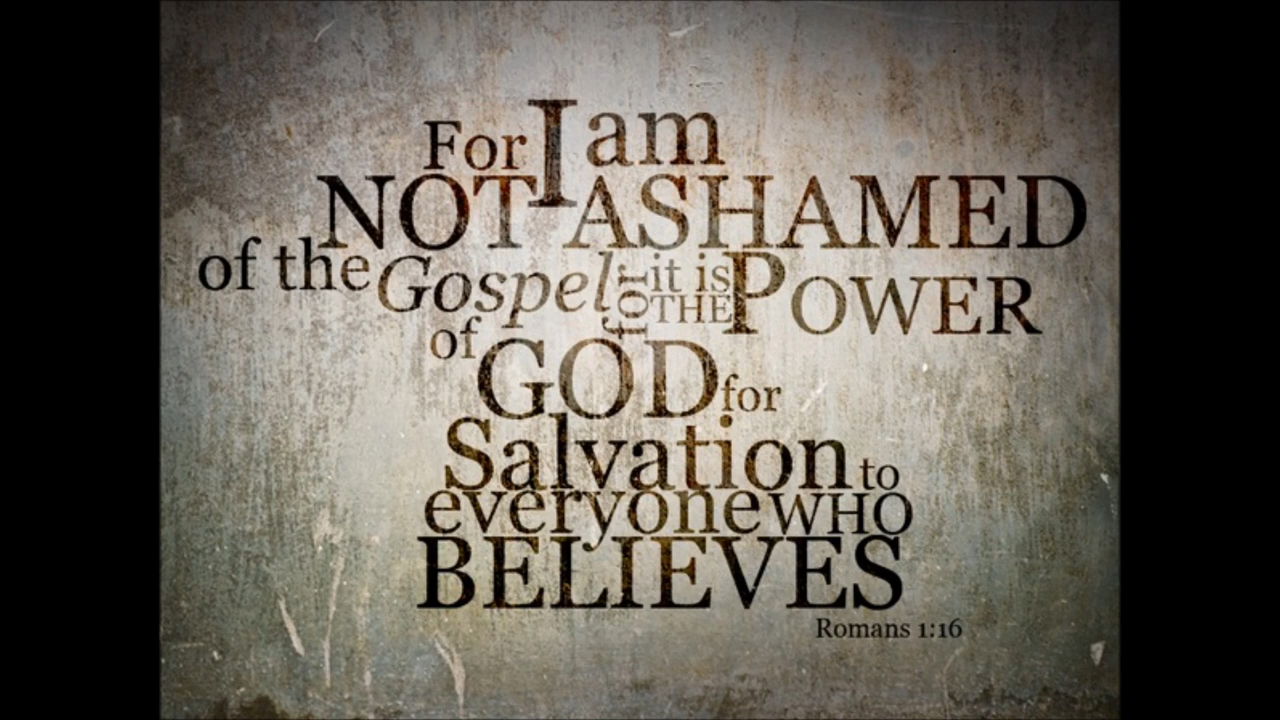 For I am
NOT ASHAMED
of the Gospel for it is THE POWER
of GOD for
Salvation to
everyone WHO
BELIEVES
Romans 1:16